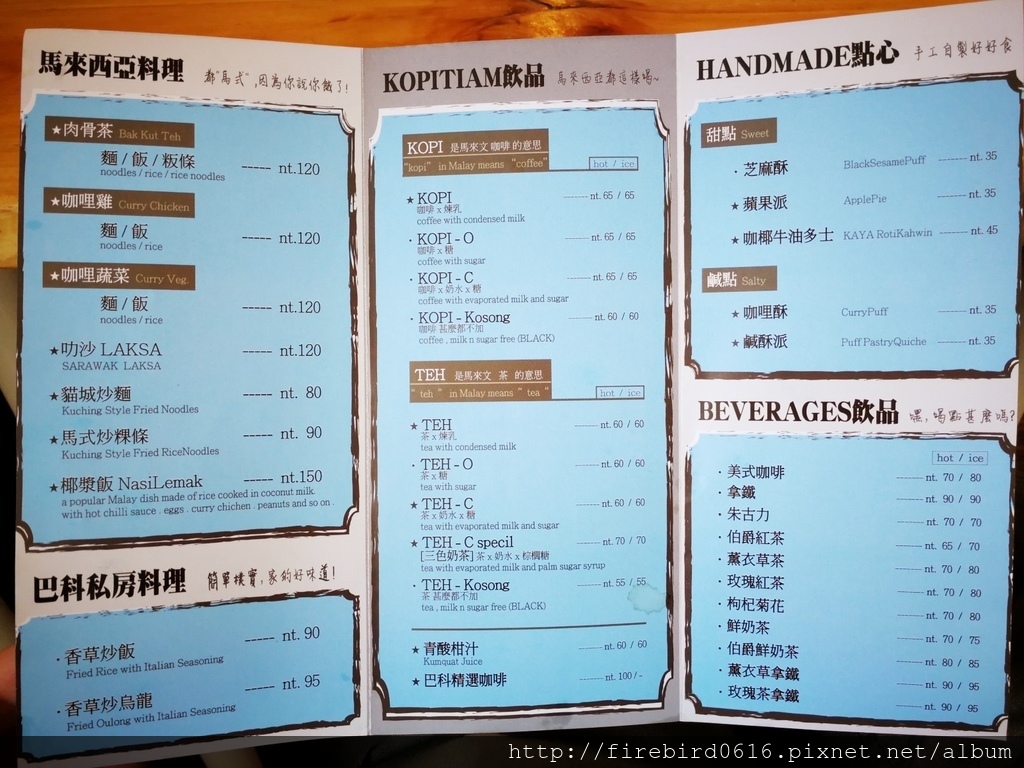 馬來西亞料理 都"馬式",因為你說你餓了!
★肉骨茶 Bak Kut Teh
麵 / 飯 / 粄條 ----- nt.120
noodles / rice / rice noodles
★咖哩雞 Curry Chicken
麵 / 飯 ----- nt.120
noodles / rice
★咖哩蔬菜 Curry Veg.
麵 / 飯 ----- nt.120
noodles / rice
★叻沙 LAKSA ----- nt.120
SARAWAK LAKSA
★貓城炒麵 ----- nt. 80
Kuching Style Fried Noodles
★馬式炒粿條 ----- nt. 90
Kuching Style Fried RiceNoodles
★椰漿飯 NasiLemak ----- nt.150
a popular Malay dish made of rice cooked in coconut milk
with hot chilli sauce . eggs . curry chichen . peanuts and so on .
巴科私房料理 簡單樸實,家的好味道!
· 香草炒飯 ----- nt. 90
Fried Rice with Italian Seasoning
· 香草炒烏龍 ----- nt. 95
Fried Oulong with Italian Seasoning
KOPITIAM飲品 馬來西亞都這樣喝~
KOPI 是馬來文 咖啡 的意思
"kopi" in Malay means "coffee" hot / ice
★ KOPI -------- nt. 65 / 65
咖啡 x 煉乳
coffee with condensed milk
· KOPI - O -------- nt. 65 / 65
咖啡 x 糖
coffee with sugar
· KOPI - C -------- nt. 65 / 65
咖啡 x 奶水 x 糖
coffee with evaporated milk and sugar
· KOPI - Kosong -------- nt. 60 / 60
咖啡 甚麼都不加
coffee , milk n sugar free (BLACK)
TEH 是馬來文 茶 的意思
"teh" in Malay means "tea" hot / ice
★ TEH -------- nt. 60 / 60
茶 x 煉乳
tea with condensed milk
· TEH - O -------- nt. 60 / 60
茶 x 糖
tea with sugar
★ TEH - C -------- nt. 60 / 60
茶 x 奶水 x 糖
tea with evaporated milk and sugar
★ TEH - C specil -------- nt. 70 / 70
[三色奶茶] 茶 x 奶水 x 棕櫚糖
tea with evaporated milk and palm sugar syrup
· TEH - Kosong -------- nt. 55 / 55
茶 甚麼都不加
tea , milk n sugar free (BLACK)
★ 青酸柑汁 -------- nt. 60 / 60
Kumquat Juice
★ 巴科精選咖啡 -------- nt. 100 / -
HANDMADE點心 手工自製好好食
甜點 Sweet
· 芝麻酥 BlackSesamePuff -------- nt. 35
★ 蘋果派 ApplePie -------- nt. 35
★ 咖椰牛油多士 KAYA RotiKahwin -------- nt. 45
鹹點 Salty
★ 咖哩酥 CurryPuff -------- nt. 35
★ 鹹酥派 Puff PastryQuiche -------- nt. 35
BEVERAGES飲品 嘿,喝點甚麼嗎?
hot / ice
· 美式咖啡 -------- nt. 70 / 80
· 拿鐵 -------- nt. 90 / 90
· 朱古力 -------- nt. 70 / 70
· 伯爵紅茶 -------- nt. 65 / 70
· 薰衣草茶 -------- nt. 70 / 80
· 玫瑰紅茶 -------- nt. 70 / 80
· 枸杞菊花 -------- nt. 70 / 80
· 鮮奶茶 -------- nt. 70 / 75
· 伯爵鮮奶茶 -------- nt. 80 / 85
· 薰衣草拿鐵 -------- nt. 90 / 95
· 玫瑰茶拿鐵 -------- nt. 90 / 95
http://firebird0616.pixnet.net/album